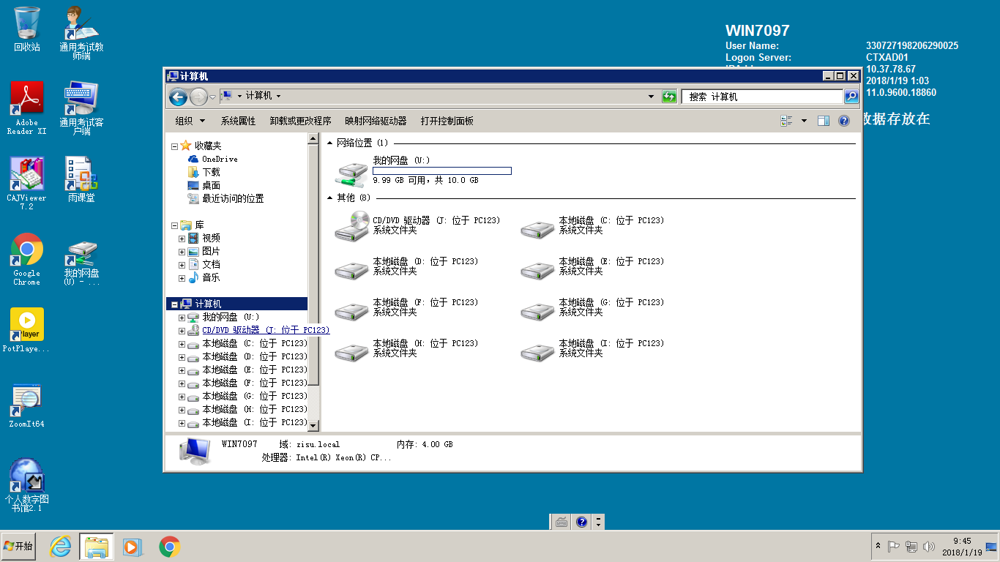 回收站
通用考试教
师端
Adobe
Reader XI
通用考试客
户端
CAJViewer
7.2
雨课堂
Google
Chrome
我的网盘
(U) - ...
Player
PotPlaye...
ZoomIt64
个人数字图
书馆2.1
WIN7097
User Name: 330727198206290025
Logon Server: CTXAD01
10.37.78.67
2018/1/19 1:03
11.0.9600.18860
数据存放在
计算机
计算机
搜索 计算机
组织 系统属性 卸载或更改程序 映射网络驱动器 打开控制面板
收藏夹
OneDrive
下载
桌面
最近访问的位置
库
视频
图片
文档
音乐
计算机
我的网盘 (U:)
CD/DVD 驱动器 (J: 位于 PC123)
本地磁盘 (C: 位于 PC123)
本地磁盘 (D: 位于 PC123)
本地磁盘 (E: 位于 PC123)
本地磁盘 (F: 位于 PC123)
本地磁盘 (G: 位于 PC123)
本地磁盘 (H: 位于 PC123)
本地磁盘 (I: 位于 PC123)
网络位置 (1)
我的网盘 (U:)
9.99 GB 可用，共 10.0 GB
其他 (8)
CD/DVD 驱动器 (J: 位于 PC123)
系统文件夹
本地磁盘 (C: 位于 PC123)
系统文件夹
本地磁盘 (D: 位于 PC123)
系统文件夹
本地磁盘 (E: 位于 PC123)
系统文件夹
本地磁盘 (F: 位于 PC123)
系统文件夹
本地磁盘 (G: 位于 PC123)
系统文件夹
本地磁盘 (H: 位于 PC123)
系统文件夹
本地磁盘 (I: 位于 PC123)
系统文件夹
WIN7097 域: zisu.local 内存: 4.00 GB
处理器: Intel(R) Xeon(R) CP...
开始
9:45
2018/1/19